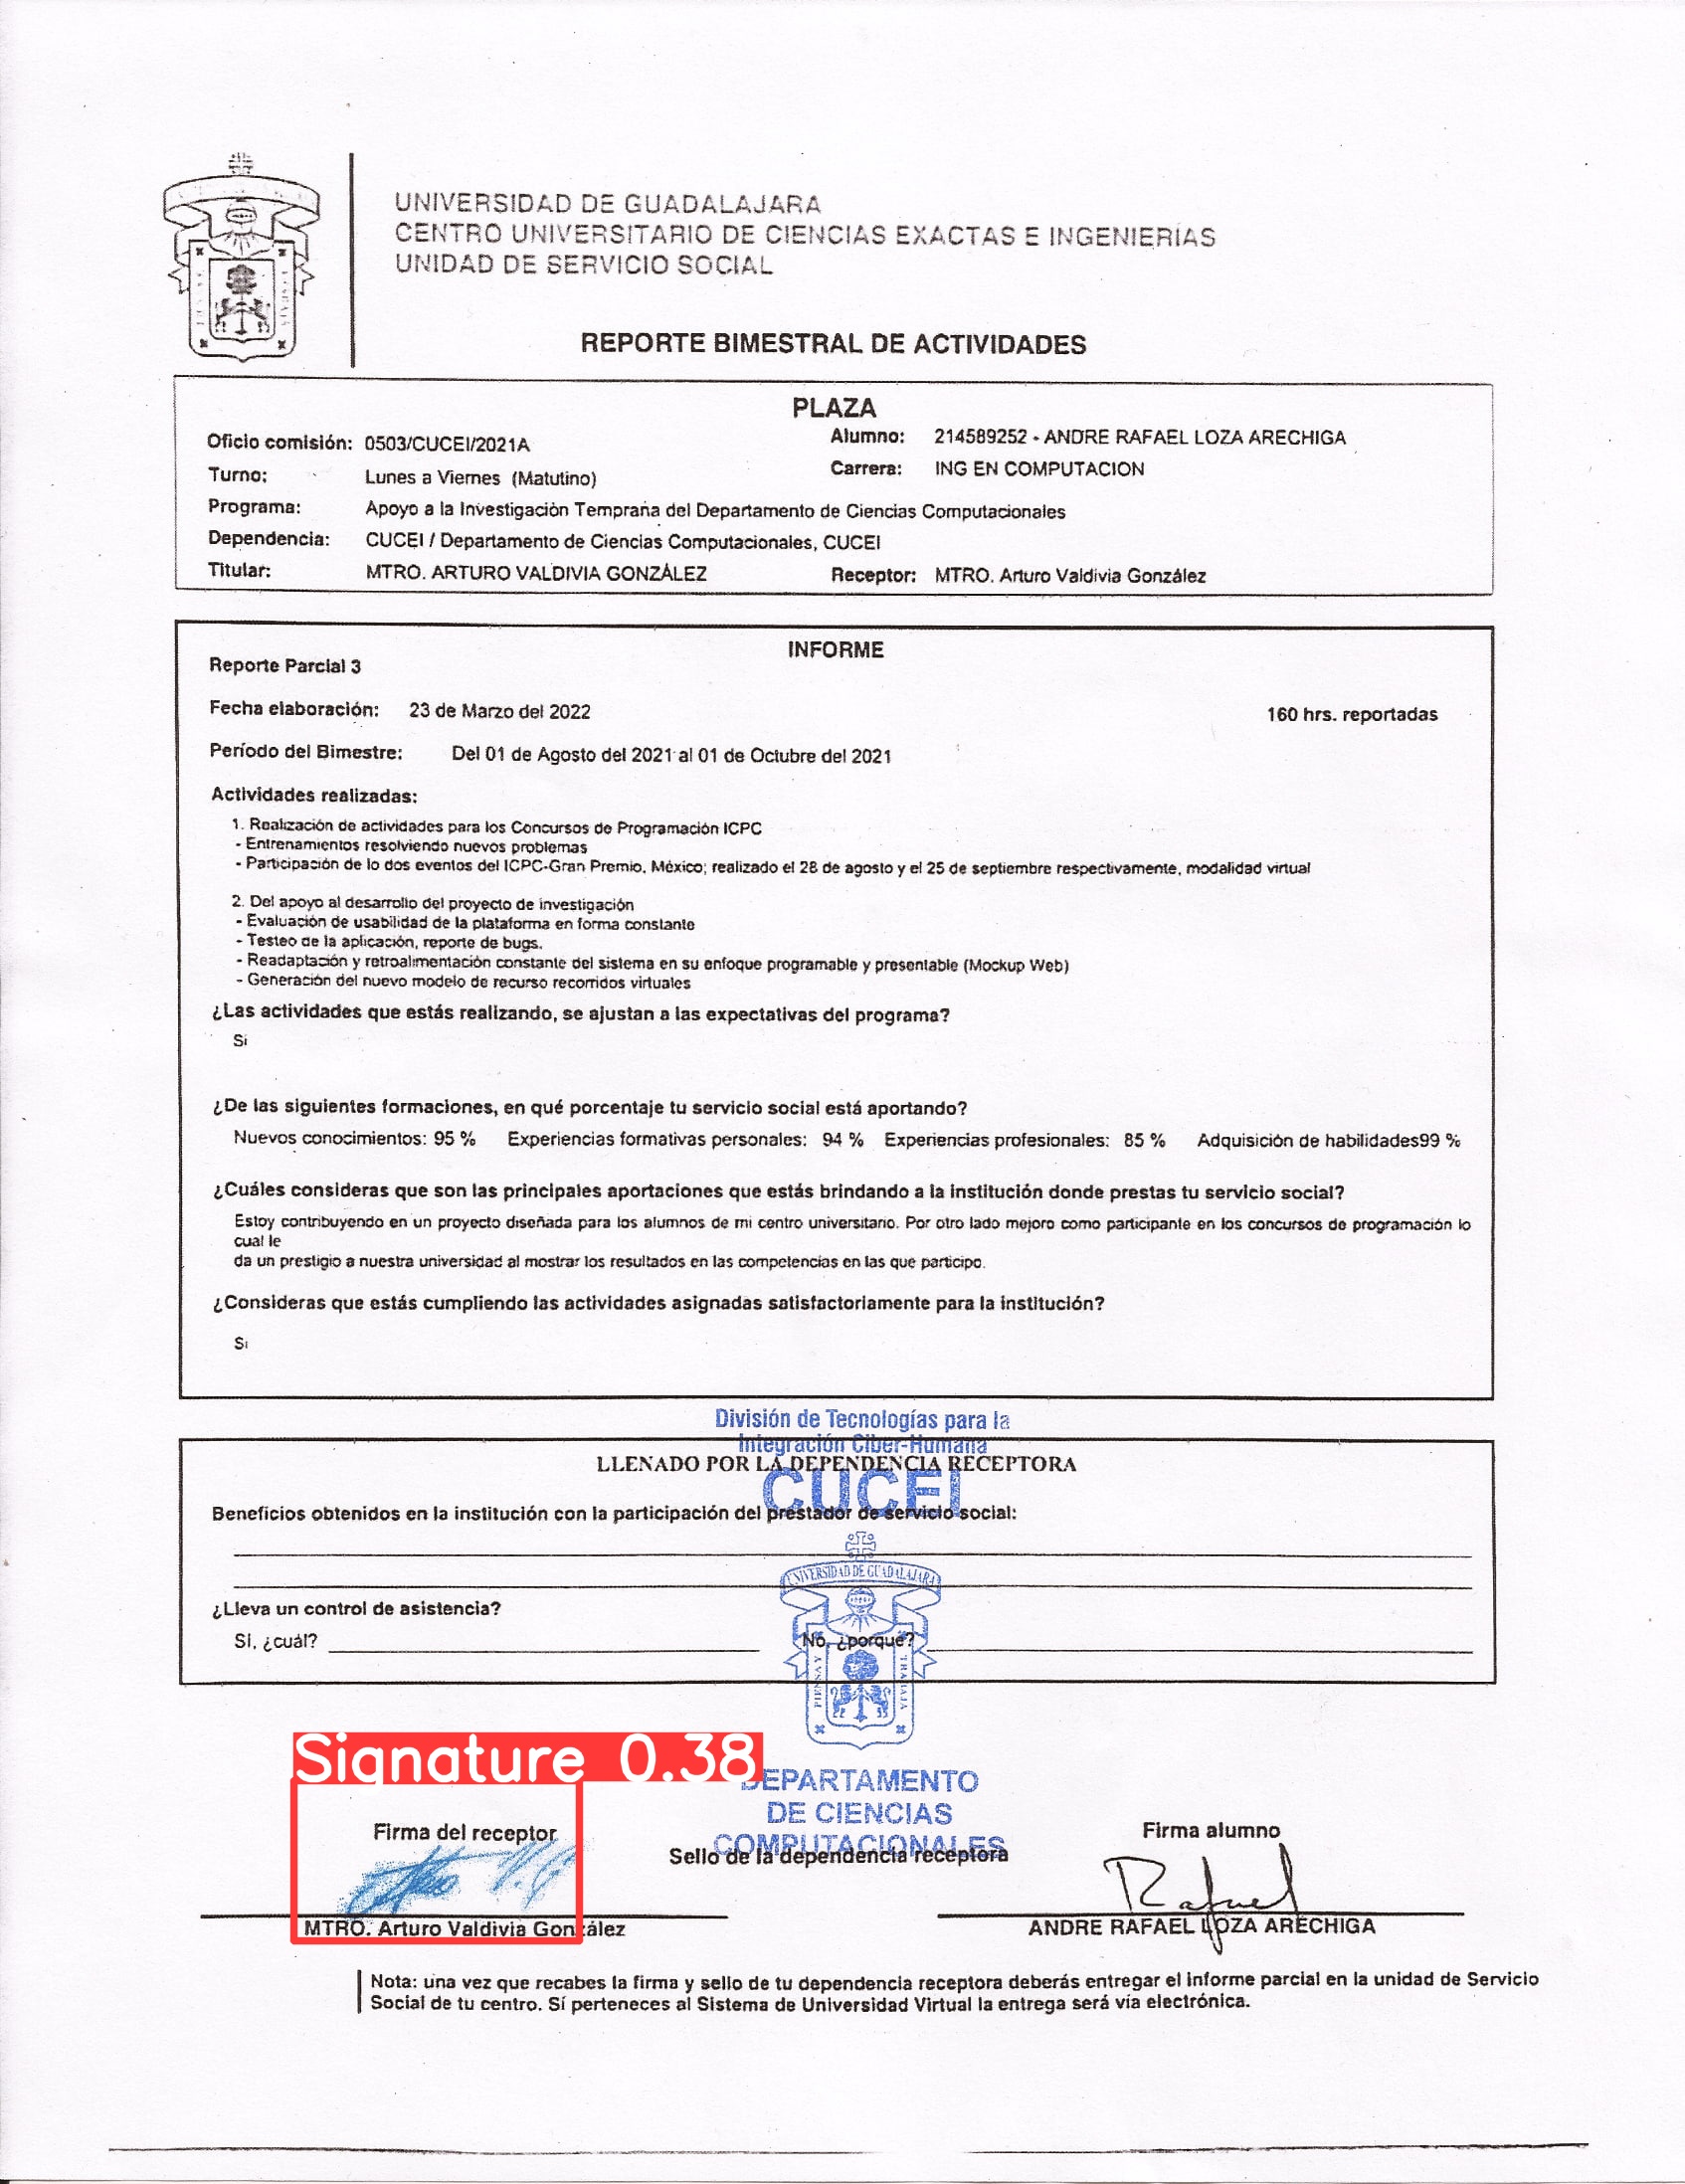 UNIVERSIDAD DE GUADALAJARA
CENTRO UNIVERSITARIO DE CIENCIAS EXACTAS E INGENIERÍAS
UNIDAD DE SERVICIO SOCIAL
REPORTE BIMESTRAL DE ACTIVIDADES
PLAZA
Oficio comisión: 0503/CUCEI/2021A Alumno: 214589252 - ANDRE RAFAEL LOZA ARECHIGA
Turno: Lunes a Viernes (Matutino) Carrera: ING EN COMPUTACION
Programa: Apoyo a la Investigación Temprana del Departamento de Ciencias Computacionales
Dependencia: CUCEI / Departamento de Ciencias Computacionales, CUCEI
Titular: MTRO. ARTURO VALDIVIA GONZÁLEZ Receptor: MTRO. Arturo Valdivia González
INFORME
Reporte Parcial 3
Fecha elaboración: 23 de Marzo del 2022 160 hrs. reportadas
Período del Bimestre: Del 01 de Agosto del 2021 al 01 de Octubre del 2021
Actividades realizadas:
1. Realización de actividades para los Concursos de Programación ICPC
- Entrenamientos resolviendo nuevos problemas
- Participación de lo dos eventos del ICPC-Gran Premio, México; realizado el 28 de agosto y el 25 de septiembre respectivamente, modalidad virtual
2. Del apoyo al desarrollo del proyecto de investigación
- Evaluación de usabilidad de la plataforma en forma constante
- Testeo de la aplicación, reporte de bugs.
- Readaptación y retroalimentación constante del sistema en su enfoque programable y presentable (Mockup Web)
- Generación del nuevo modelo de recurso recorridos virtuales
¿Las actividades que estás realizando, se ajustan a las expectativas del programa?
Si
¿De las siguientes formaciones, en qué porcentaje tu servicio social está aportando?
Nuevos conocimientos: 95 % Experiencias formativas personales: 94 % Experiencias profesionales: 85 % Adquisición de habilidades99 %
¿Cuáles consideras que son las principales aportaciones que estás brindando a la institución donde prestas tu servicio social?
Estoy contribuyendo en un proyecto diseñada para los alumnos de mi centro universitario. Por otro lado mejoro como participante en los concursos de programación lo
cual le
da un prestigio a nuestra universidad al mostrar los resultados en las competencias en las que participo.
¿Consideras que estás cumpliendo las actividades asignadas satisfactoriamente para la institución?
Si
División de Tecnologías para la
Integración Ciber-Humana
LLENADO POR LA DEPENDENCIA RECEPTORA
CUCEI
Beneficios obtenidos en la institución con la participación del prestador de servicio social:
UNIVERSIDAD DE GUADALAJARA
¿Lleva un control de asistencia?
Sí, ¿cuál? No, ¿porqué?
PIENSA Y TRABAJA
Signature 0.38
DEPARTAMENTO
DE CIENCIAS
COMPUTACIONALES
Firma del receptor Sello de la dependencia receptora Firma alumno
Rafael
MTRO. Arturo Valdivia González ANDRE RAFAEL LOZA ARECHIGA
Nota: una vez que recabes la firma y sello de tu dependencia receptora deberás entregar el informe parcial en la unidad de Servicio
Social de tu centro. Sí perteneces al Sistema de Universidad Virtual la entrega será vía electrónica.